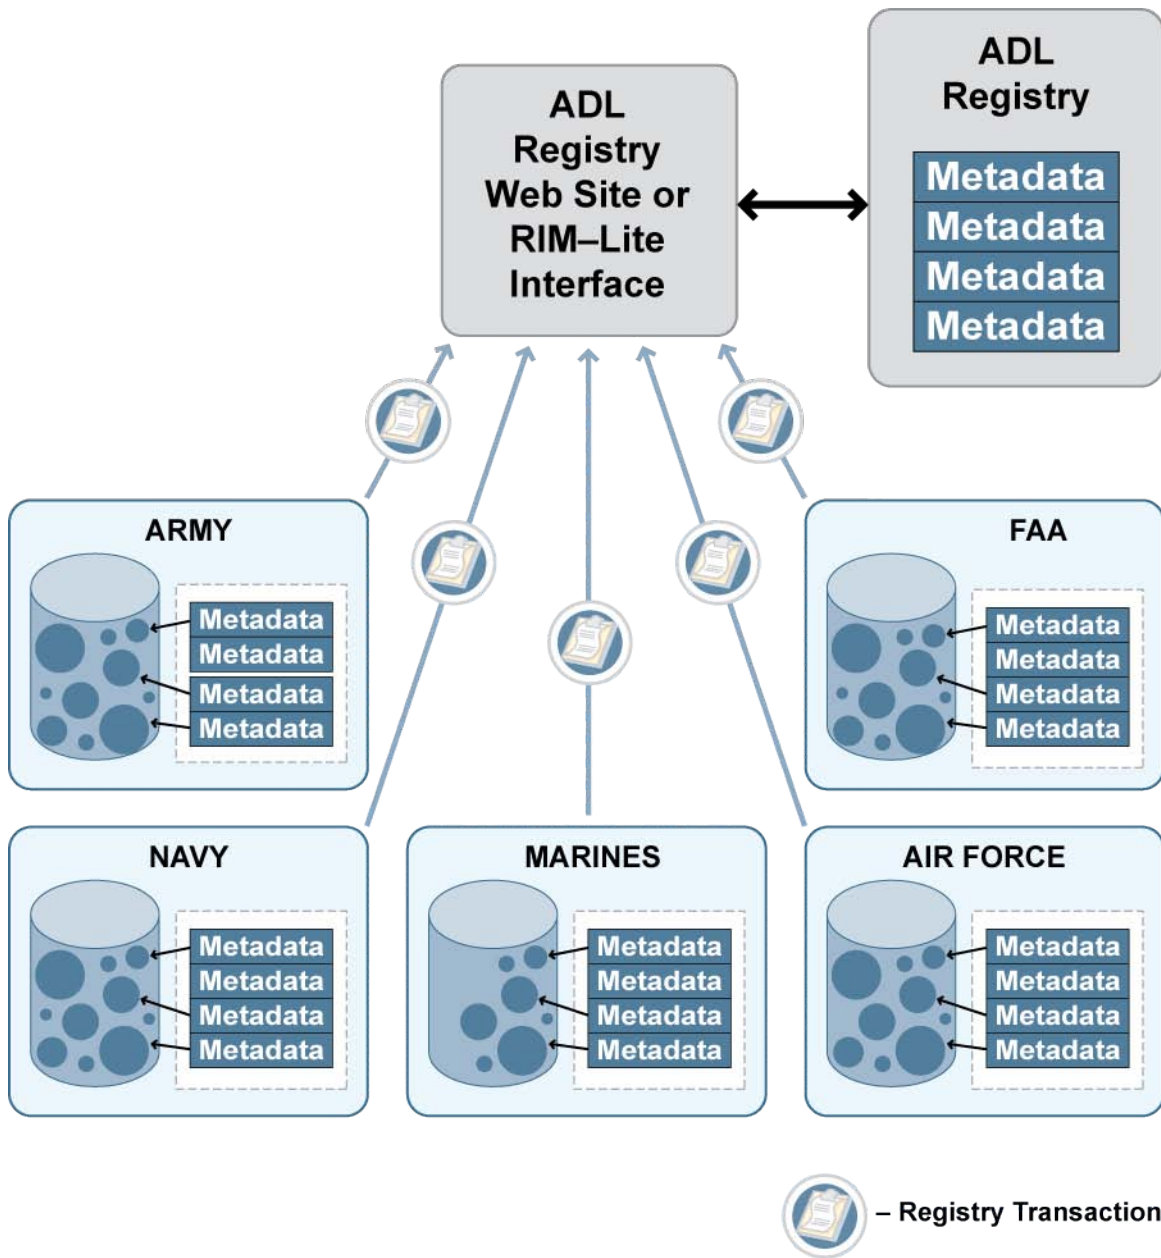 ADL
Registry
Metadata
Metadata
Metadata
Metadata
ADL
Registry
Web Site or
RIM–Lite
Interface
ARMY
Metadata
Metadata
Metadata
Metadata
FAA
Metadata
Metadata
Metadata
Metadata
NAVY
Metadata
Metadata
Metadata
Metadata
MARINES
Metadata
Metadata
Metadata
Metadata
AIR FORCE
Metadata
Metadata
Metadata
Metadata
– Registry Transaction